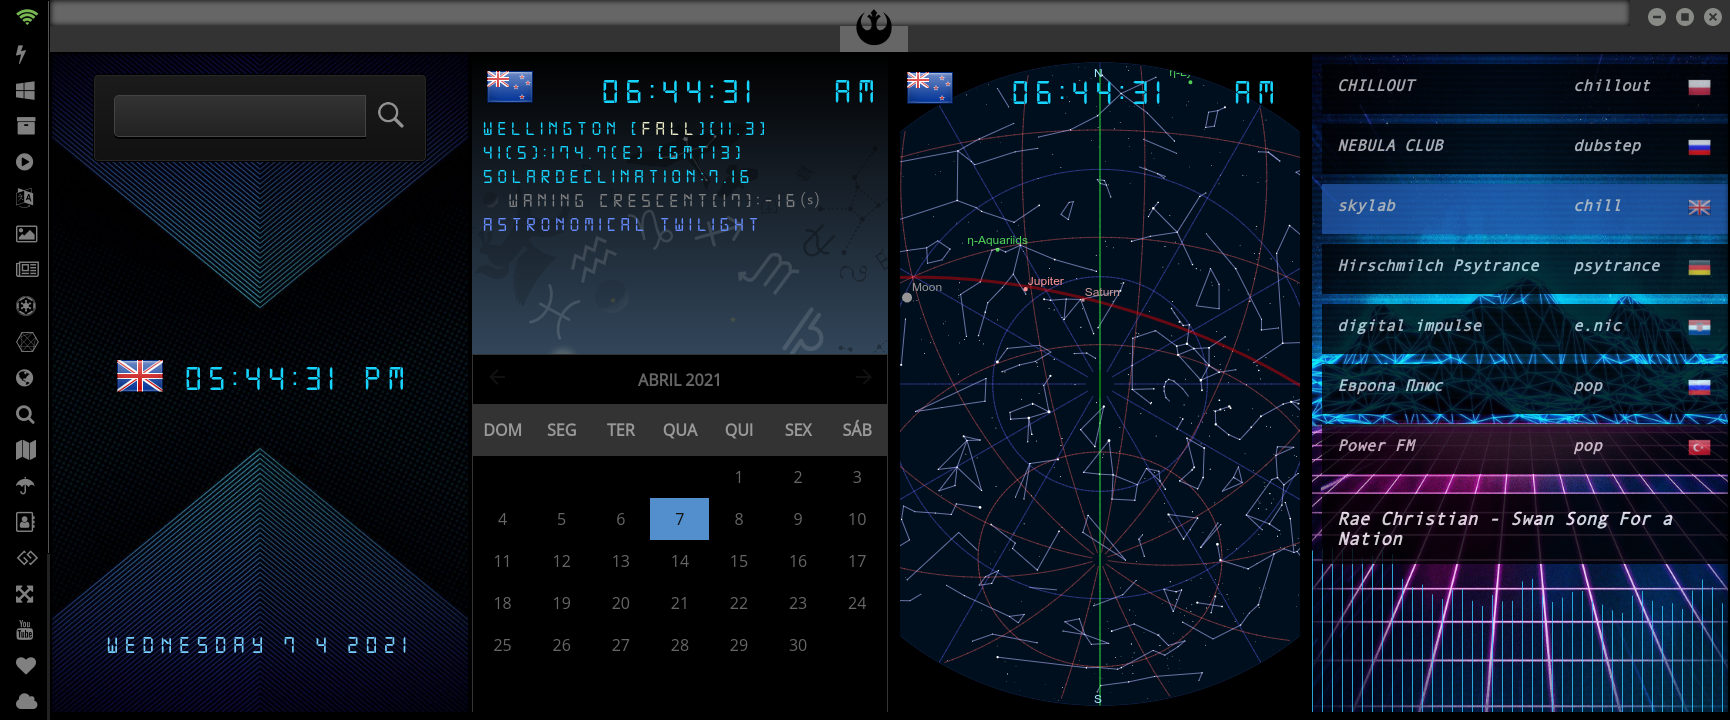 You
Tube
05:44:31 PM
WEDNESDAY 7 4 2021
06:44:31 AM
WELLINGTON [FALL][11.3]
41(S):174.7(E) [GMT13]
SOLARDECLINATION:7.16
WANING CRESCENT[17]:-16(s)
ASTRONOMICAL TWILIGHT
ABRIL 2021
DOM SEG TER QUA QUI SEX SÁB
1 2 3
4 5 6 7 8 9 10
11 12 13 14 15 16 17
18 19 20 21 22 23 24
25 26 27 28 29 30
N
06:44:31 AM
η-Aquariids
Moon
Jupiter
Saturn
S
CHILLOUT chillout
NEBULA CLUB dubstep
skylab chill
Hirschmilch Psytrance psytrance
digital impulse e.nic
Европа Плюс pop
Power FM pop
Rae Christian - Swan Song For a
Nation